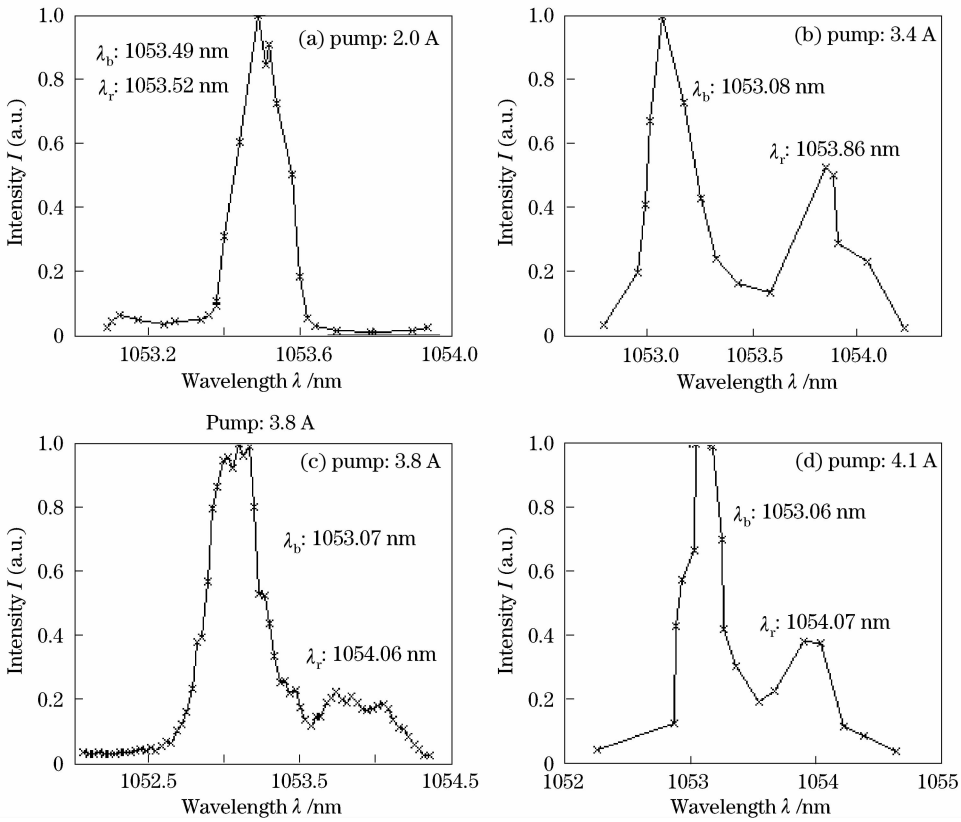 (a) pump: 2.0 A
λb: 1053.49 nm
λr: 1053.52 nm
Intensity I (a.u.)
1.0
0.8
0.6
0.4
0.2
0
1053.2 1053.6 1054.0
Wavelength λ /nm
(b) pump: 3.4 A
λb: 1053.08 nm
λr: 1053.86 nm
Intensity I (a.u.)
1.0
0.8
0.6
0.4
0.2
0
1053.0 1053.5 1054.0
Wavelength λ /nm
Pump: 3.8 A
(c) pump: 3.8 A
λb: 1053.07 nm
λr: 1054.06 nm
Intensity I (a.u.)
1.0
0.8
0.6
0.4
0.2
0
1052.5 1053.5 1054.5
Wavelength λ /nm
(d) pump: 4.1 A
λb: 1053.06 nm
λr: 1054.07 nm
Intensity I (a.u.)
1.0
0.8
0.6
0.4
0.2
0
1052 1053 1054 1055
Wavelength λ /nm